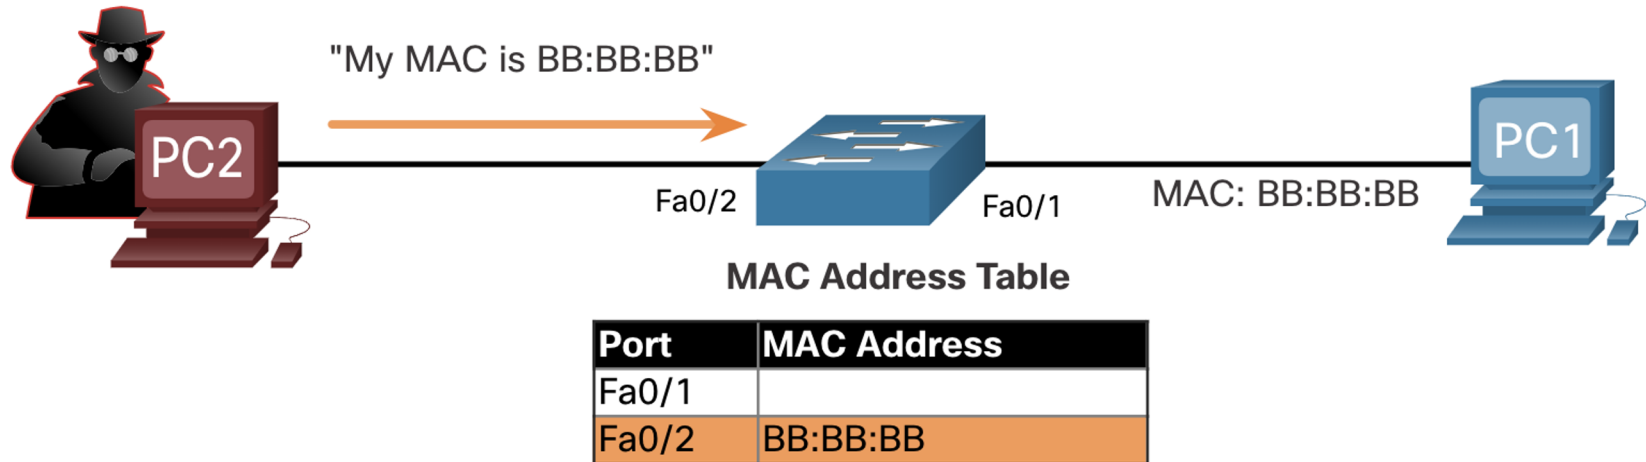 "My MAC is BB:BB:BB"
PC2
PC1
Fa0/2
Fa0/1
MAC: BB:BB:BB
MAC Address Table
Port MAC Address
Fa0/1
Fa0/2 BB:BB:BB